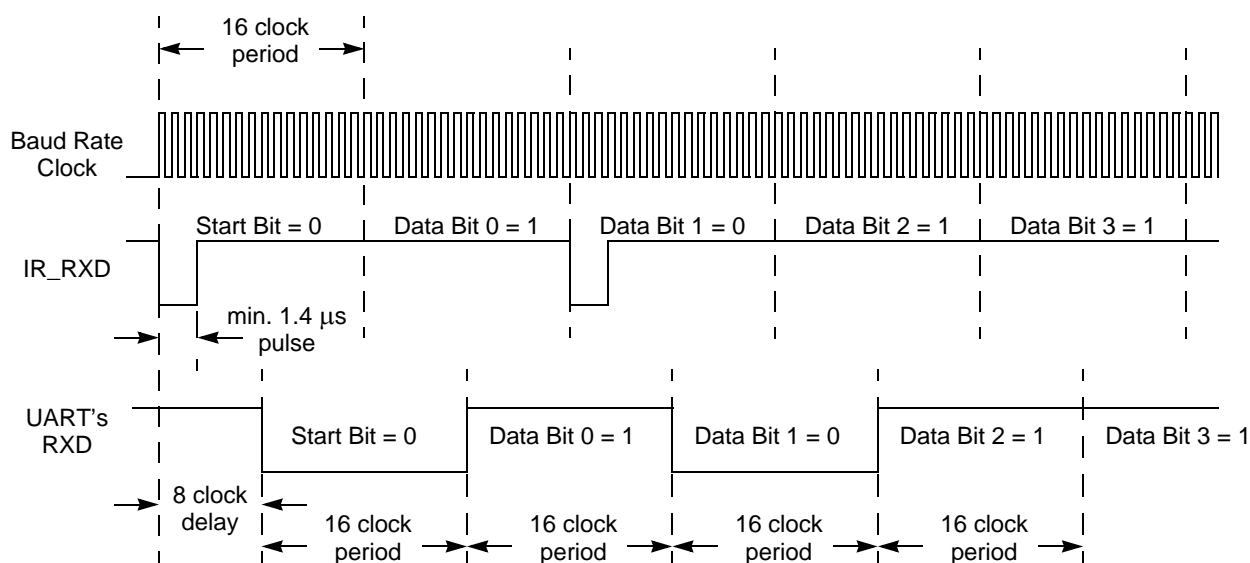 16 clock
period
Baud Rate
Clock
Start Bit = 0
Data Bit 0 = 1
Data Bit 1 = 0
Data Bit 2 = 1
Data Bit 3 = 1
IR_RXD
min. 1.4 μs
pulse
UART's
RXD
Start Bit = 0
Data Bit 0 = 1
Data Bit 1 = 0
Data Bit 2 = 1
Data Bit 3 = 1
8 clock
delay
16 clock
period
16 clock
period
16 clock
period
16 clock
period